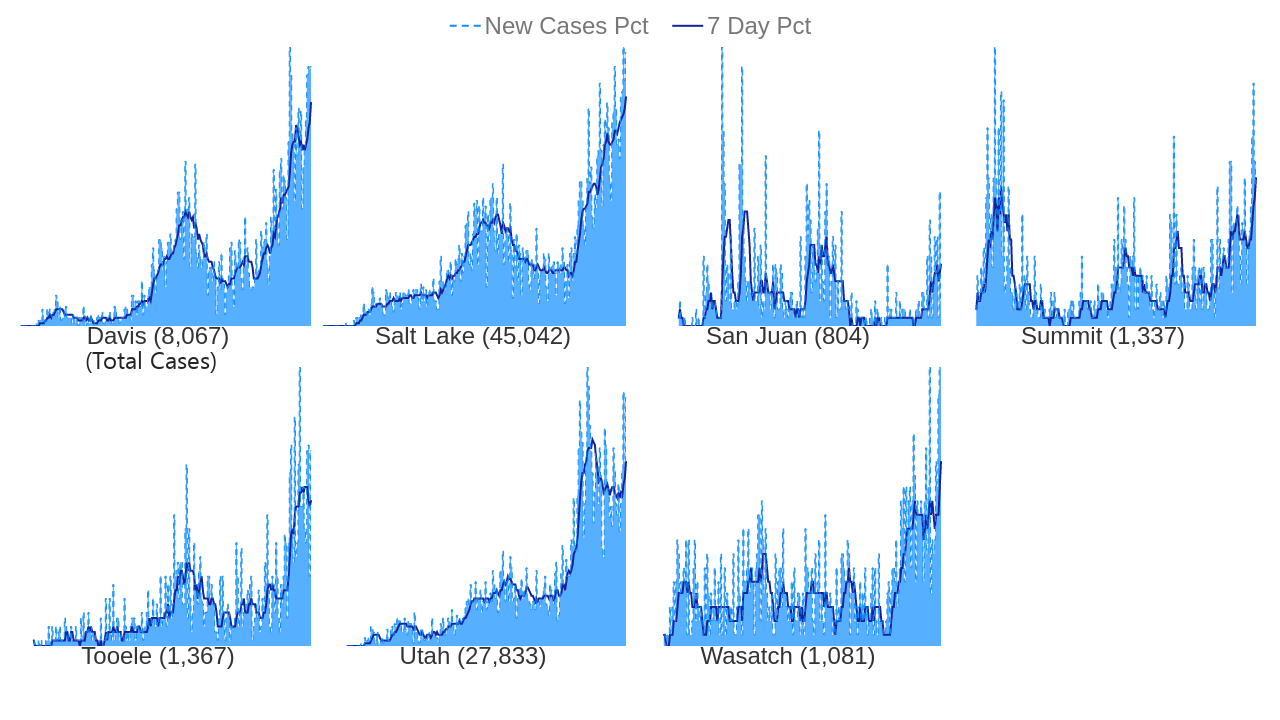 New Cases Pct 7 Day Pct
Davis (8,067)
(Total Cases)
Salt Lake (45,042)
San Juan (804)
Summit (1,337)
Tooele (1,367)
Utah (27,833)
Wasatch (1,081)